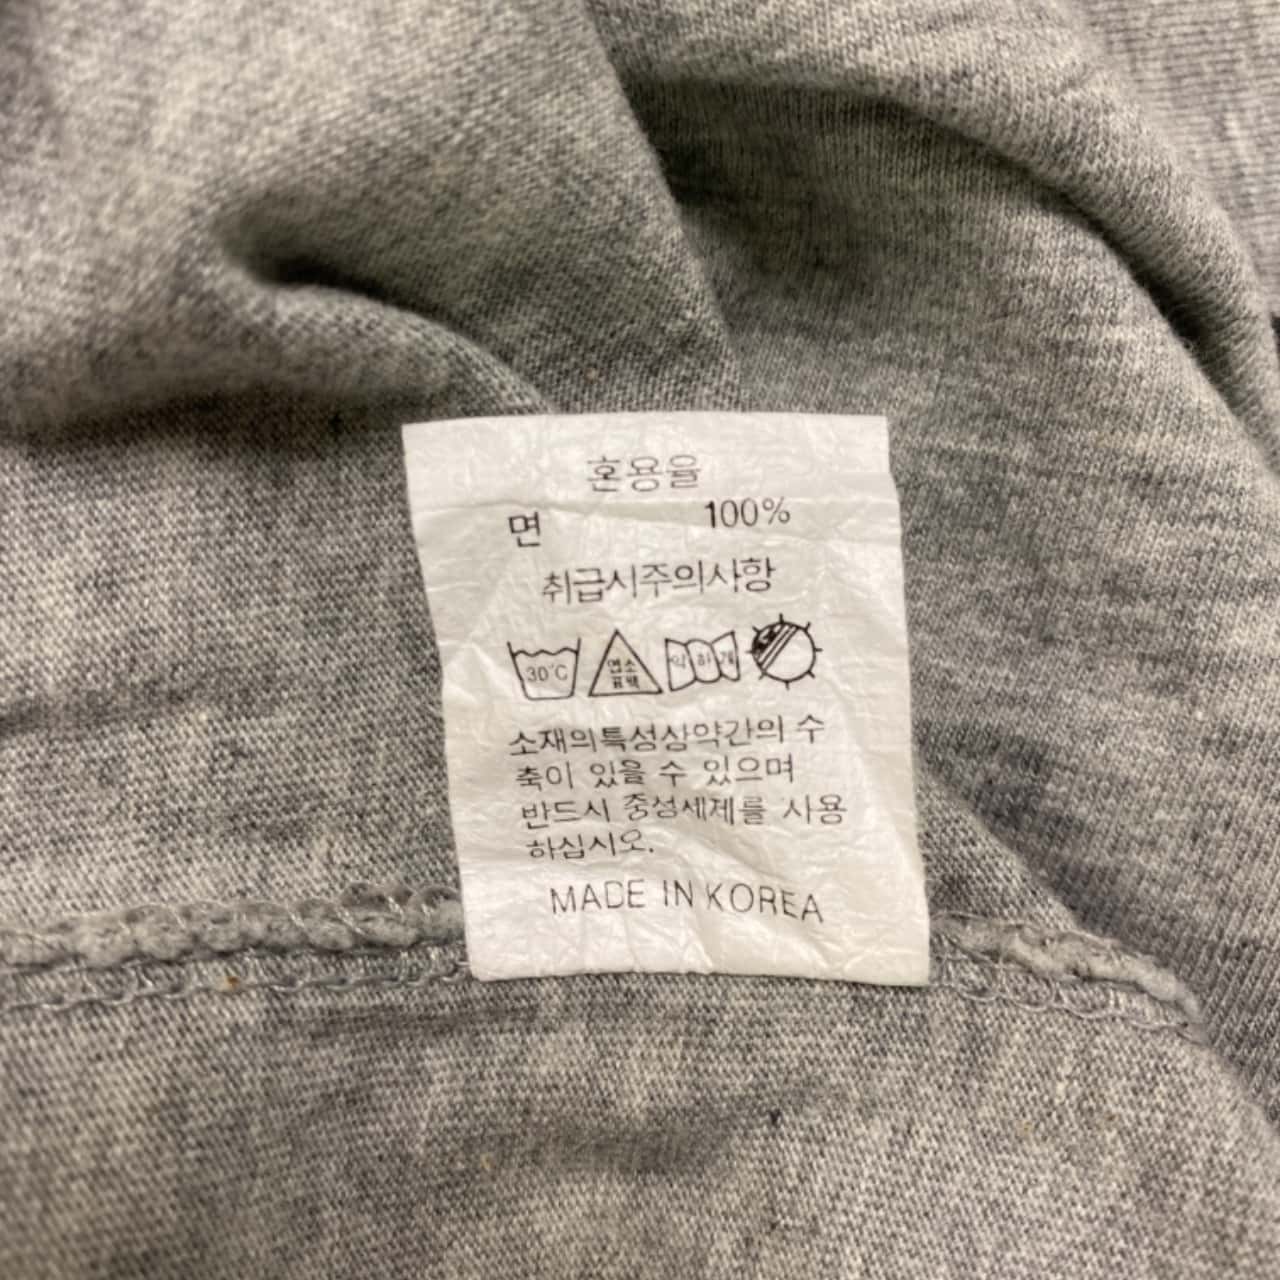 혼용율
면 100%
취급시주의사항
30℃ 염소 약하게
표백
소재의특성상약간의 수
축이 있을 수 있으며
반드시 중성세제를 사용
하십시오.
MADE IN KOREA